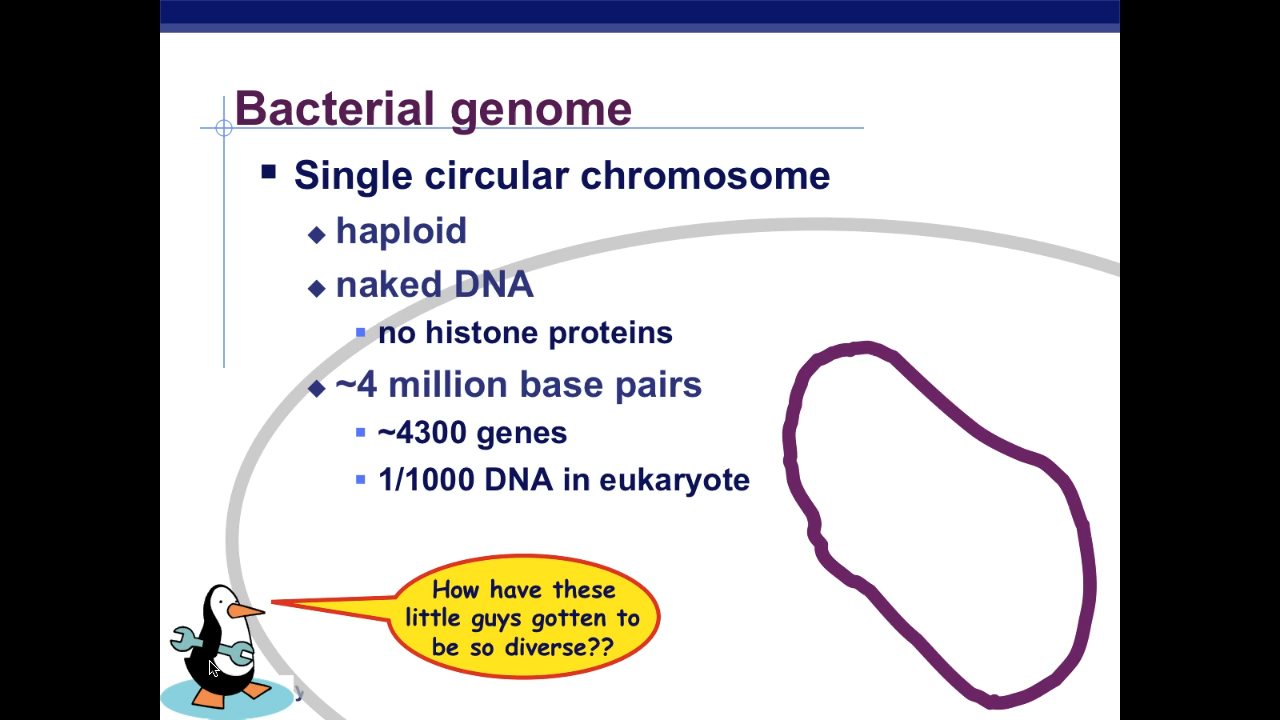 Bacterial genome
Single circular chromosome
haploid
naked DNA
no histone proteins
~4 million base pairs
~4300 genes
1/1000 DNA in eukaryote
How have these
little guys gotten to
be so diverse??